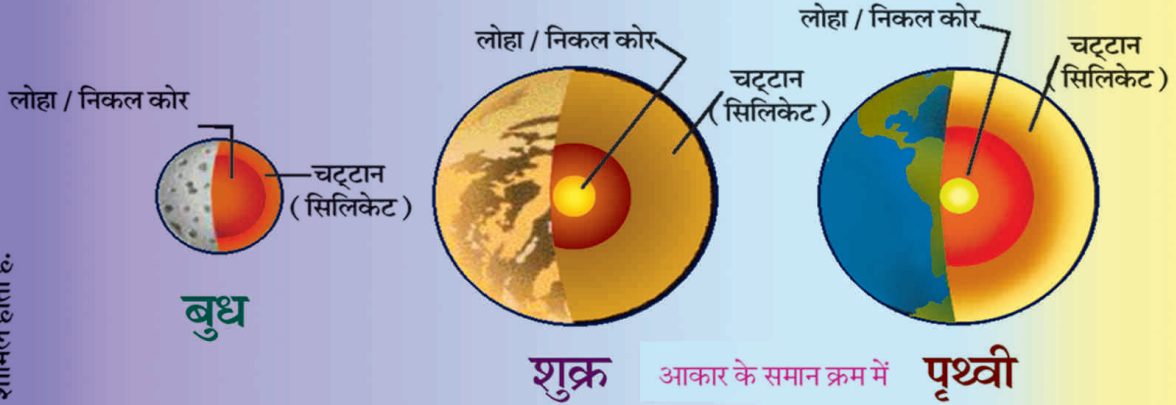 लोहा / निकल कोर
चट्टान
( सिलिकेट )
बुध
लोहा / निकल कोर
चट्टान
( सिलिकेट )
शुक्र
आकार के समान क्रम में
लोहा / निकल कोर
चट्टान
( सिलिकेट )
पृथ्वी
होता है.